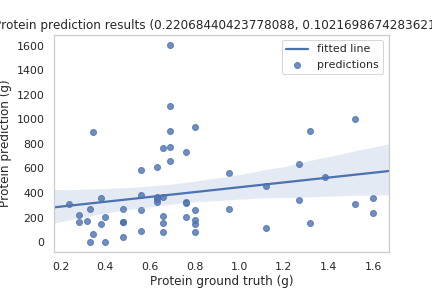 Protein prediction results (0.22068440423778088, 0.1021698674283621
Protein prediction (g)
1600
1400
1200
1000
800
600
400
200
0
fitted line
predictions
0.2 0.4 0.6 0.8 1.0 1.2 1.4 1.6
Protein ground truth (g)